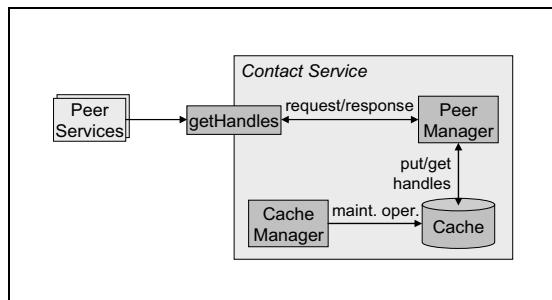 Contact Service
Peer
Services
getHandles
request/response
Peer
Manager
put/get
handles
Cache
Manager
maint. oper.
Cache